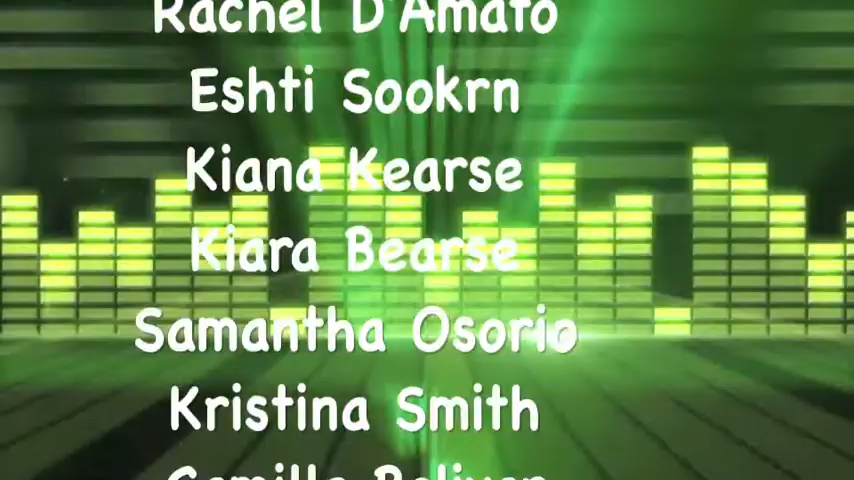 Rachel D'Amato
Eshti Sookrn
Kiana Kearse
Kiara Bearse
Samantha Osorio
Kristina Smith